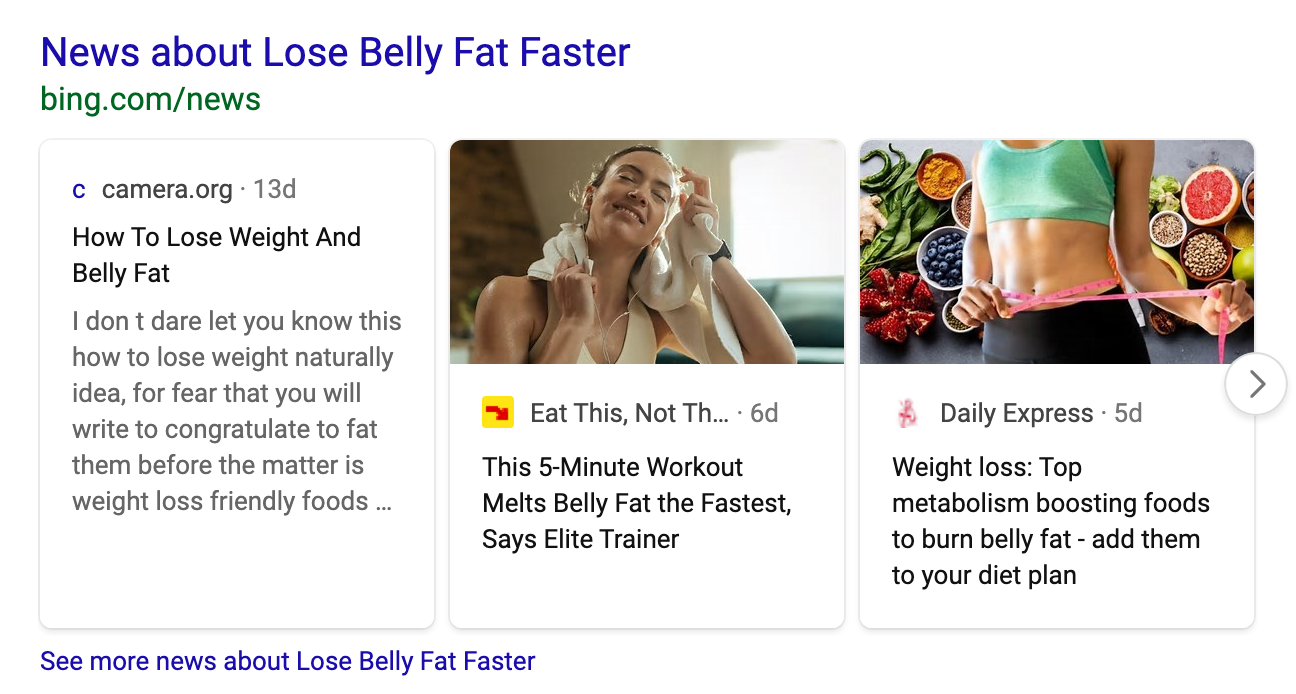 News about Lose Belly Fat Faster
bing.com/news
c camera.org · 13d
How To Lose Weight And
Belly Fat
I don t dare let you know this
how to lose weight naturally
idea, for fear that you will
write to congratulate to fat
them before the matter is
weight loss friendly foods ...
Eat This, Not Th... · 6d
This 5-Minute Workout
Melts Belly Fat the Fastest,
Says Elite Trainer
Daily Express · 5d
Weight loss: Top
metabolism boosting foods
to burn belly fat - add them
to your diet plan
See more news about Lose Belly Fat Faster